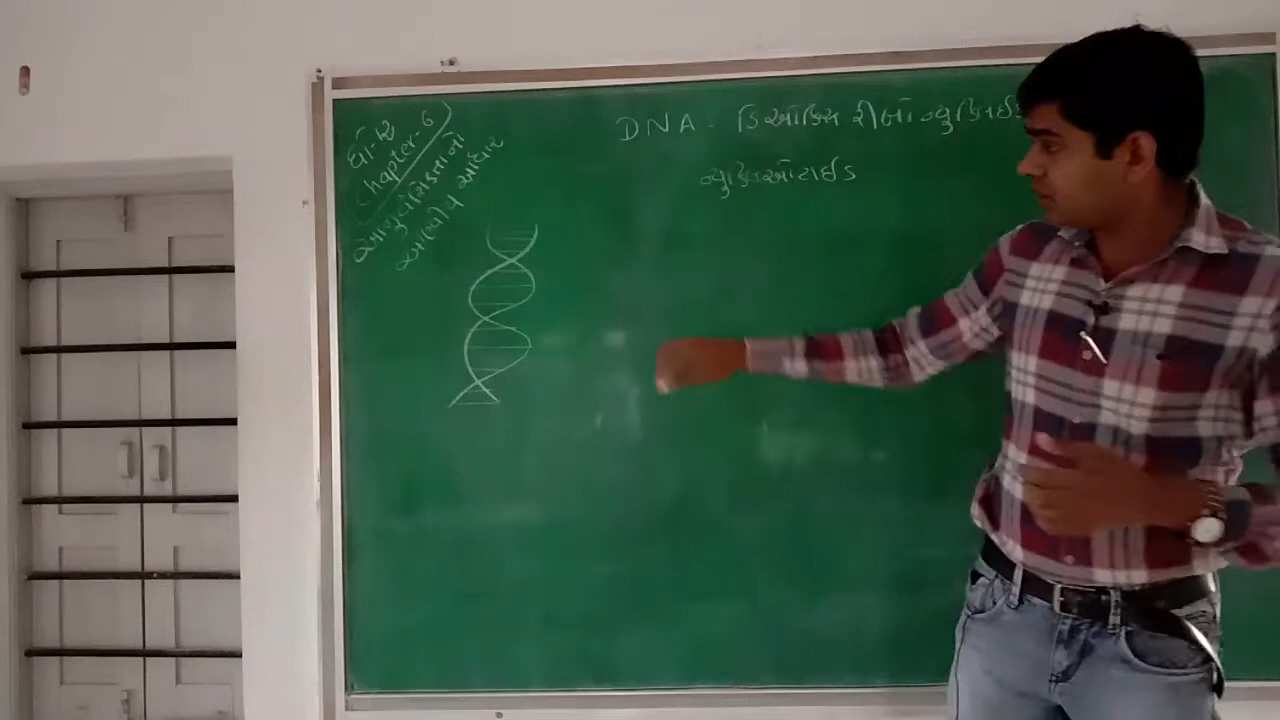 ધો-૧૨
Chapter-6
આનુવંશિકતાનો
આણ્વીય આધાર
DNA - ડિઓક્સિ રીબો ન્યુક્લિઈક
ન્યુક્લિઓટાઈડ